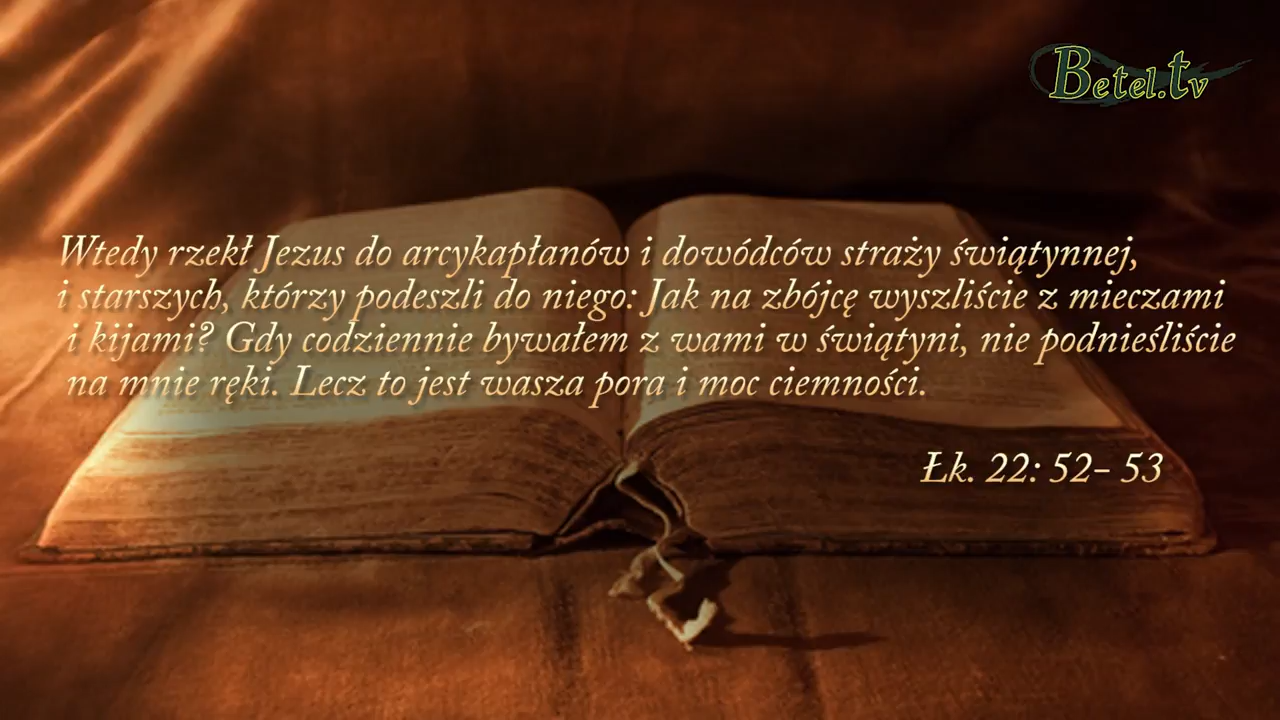 Betel.tv
Wtedy rzekł Jezus do arcykapłanów i dowódców straży świątynnej,
i starszych, którzy podeszli do niego: Jak na zbójcę wyszliście z mieczami
i kijami? Gdy codziennie bywałem z wami w świątyni, nie podnieśliście
na mnie ręki. Lecz to jest wasza pora i moc ciemności.
Łk. 22: 52- 53